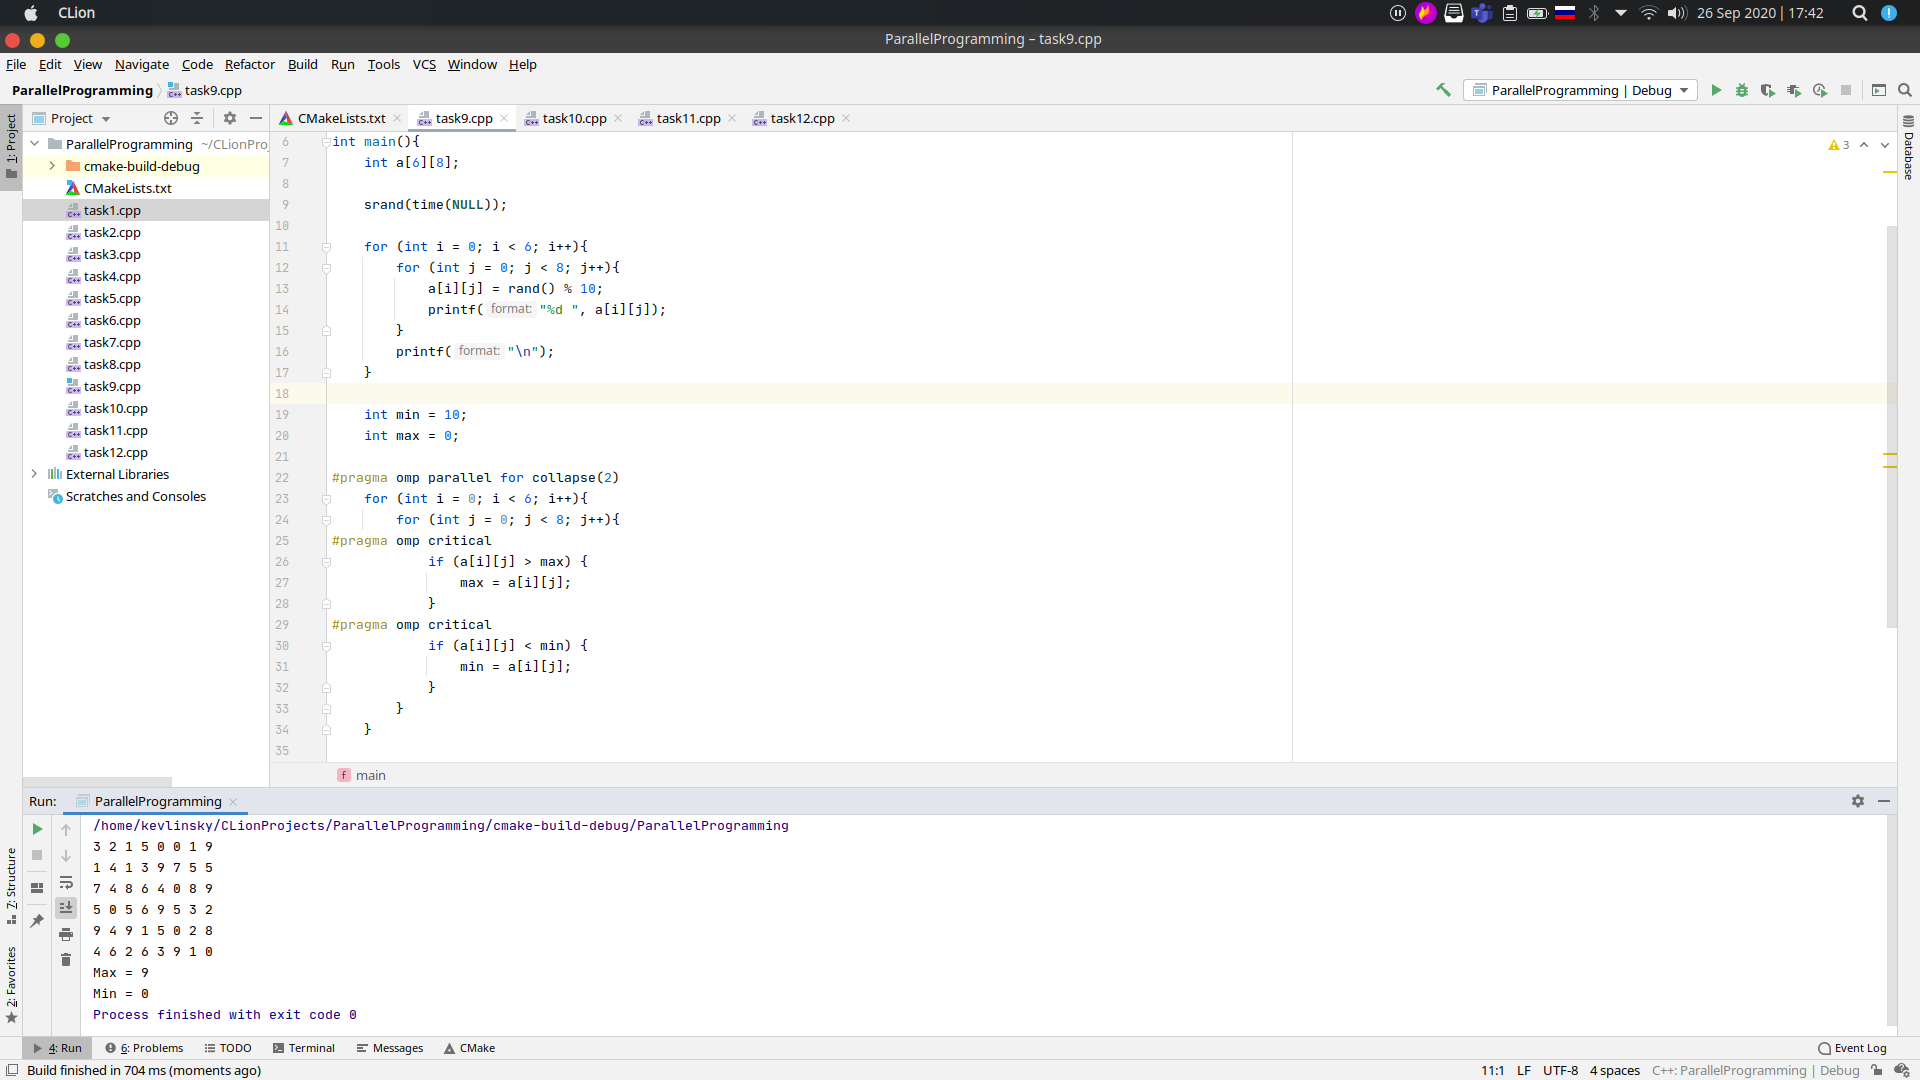 CLion
26 Sep 2020 | 17:42
ParallelProgramming – task9.cpp
File Edit View Navigate Code Refactor Build Run Tools VCS Window Help
ParallelProgramming task9.cpp
ParallelProgramming | Debug
Project
CMakeLists.txt task9.cpp task10.cpp task11.cpp task12.cpp
1: Project
Database
ParallelProgramming ~/CLionPro
cmake-build-debug
CMakeLists.txt
task1.cpp
task2.cpp
task3.cpp
task4.cpp
task5.cpp
task6.cpp
task7.cpp
task8.cpp
task9.cpp
task10.cpp
task11.cpp
task12.cpp
External Libraries
Scratches and Consoles
3
6 int main(){
7 int a[6][8];
8
9 srand(time(NULL));
10
11 for (int i = 0; i < 6; i++){
12 for (int j = 0; j < 8; j++){
13 a[i][j] = rand() % 10;
14 printf( format: "%d ", a[i][j]);
15 }
16 printf( format: "\n");
17 }
18
19 int min = 10;
20 int max = 0;
21
22 #pragma omp parallel for collapse(2)
23 for (int i = 0; i < 6; i++){
24 for (int j = 0; j < 8; j++){
25 #pragma omp critical
26 if (a[i][j] > max) {
27 max = a[i][j];
28 }
29 #pragma omp critical
30 if (a[i][j] < min) {
31 min = a[i][j];
32 }
33 }
34 }
35
f main
Run: ParallelProgramming
/home/kevlinsky/CLionProjects/ParallelProgramming/cmake-build-debug/ParallelProgramming
3 2 1 5 0 0 1 9
1 4 1 3 9 7 5 5
7 4 8 6 4 0 8 9
5 0 5 6 9 5 3 2
9 4 9 1 5 0 2 8
4 6 2 6 3 9 1 0
Max = 9
Min = 0
Process finished with exit code 0
7: Structure
2: Favorites
4: Run 6: Problems TODO Terminal Messages CMake Event Log
Build finished in 704 ms (moments ago)
11:1 LF UTF-8 4 spaces C++: ParallelProgramming | Debug